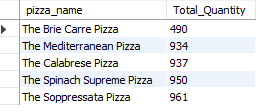 pizza_name Total_Quantity
The Brie Carre Pizza 490
The Mediterranean Pizza 934
The Calabrese Pizza 937
The Spinach Supreme Pizza 950
The Soppressata Pizza 961